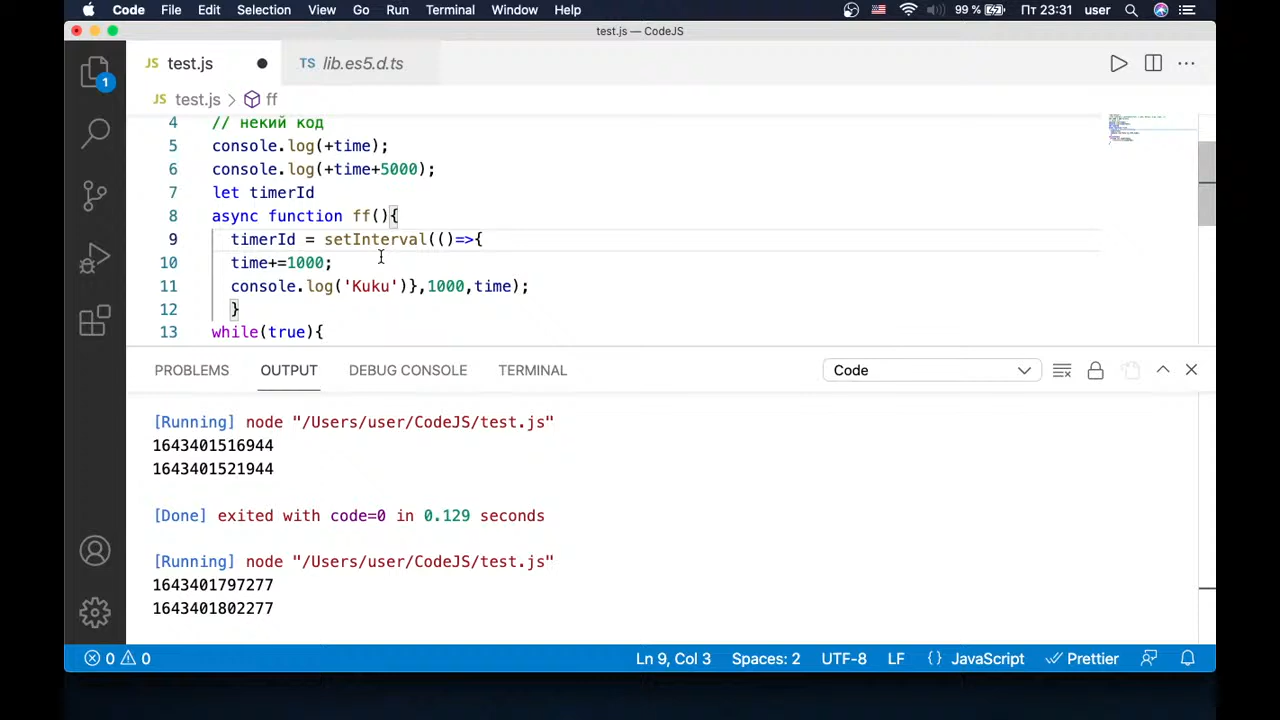 Code File Edit Selection View Go Run Terminal Window Help 99 % Пт 23:31 user
test.js — CodeJS
JS test.js TS lib.es5.d.ts
JS test.js > ff
4 // некий код
5 console.log(+time);
6 console.log(+time+5000);
7 let timerId
8 async function ff(){
9 timerId = setInterval(()=>{
10 time+=1000;
11 console.log('Kuku')},1000,time);
12 }
13 while(true){
PROBLEMS OUTPUT DEBUG CONSOLE TERMINAL Code
1
[Running] node "/Users/user/CodeJS/test.js"
1643401516944
1643401521944
[Done] exited with code=0 in 0.129 seconds
[Running] node "/Users/user/CodeJS/test.js"
1643401797277
1643401802277
0 0 Ln 9, Col 3 Spaces: 2 UTF-8 LF {} JavaScript Prettier